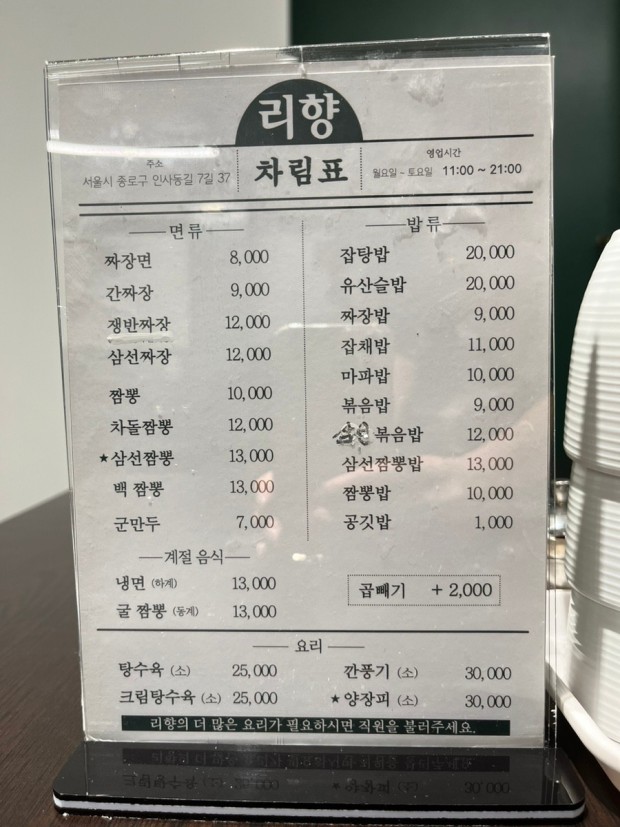 리향
주소
서울시 종로구 인사동길 7길 37
차림표
영업시간
월요일 ~ 토요일 11:00 ~ 21:00
면류
짜장면 8,000
간짜장 9,000
쟁반짜장 12,000
삼선짜장 12,000
짬뽕 10,000
차돌짬뽕 12,000
★삼선짬뽕 13,000
백 짬뽕 13,000
군만두 7,000
계절 음식
냉면 (하계) 13,000
굴 짬뽕 (동계) 13,000
밥류
잡탕밥 20,000
유산슬밥 20,000
짜장밥 9,000
잡채밥 11,000
마파밥 10,000
볶음밥 9,000
삼선 볶음밥 12,000
삼선짬뽕밥 13,000
짬뽕밥 10,000
공깃밥 1,000
곱빼기 + 2,000
요리
탕수육 (소) 25,000
크림탕수육 (소) 25,000
깐풍기 (소) 30,000
★양장피 (소) 30,000
리향의 더 많은 요리가 필요하시면 직원을 불러주세요.